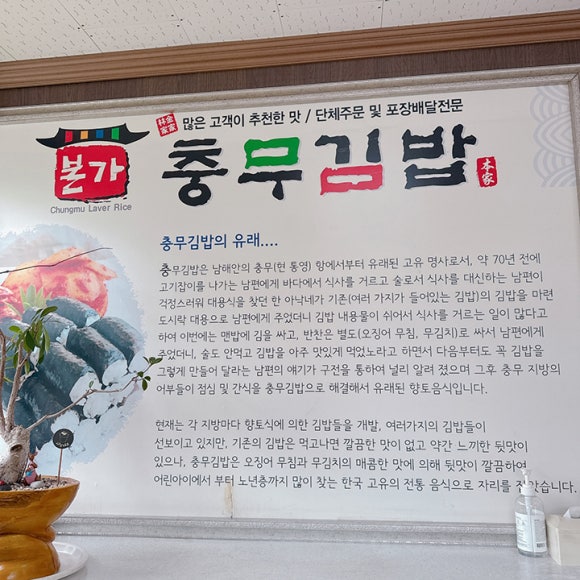 많은 고객이 추천한 맛 / 단체주문 및 포장배달전문
본가 충무김밥 本家
Chungmu Laver Rice
충무김밥의 유래....
충무김밥은 남해안의 충무(현 통영) 항에서부터 유래된 고유 명사로서, 약 70년 전에
고기잡이를 나가는 남편에게 바다에서 식사를 거르고 술로서 식사를 대신하는 남편이
걱정스러워 대용식을 찾던 한 아낙네가 기존(여러 가지가 들어있는 김밥)의 김밥을 마련
도시락 대용으로 남편에게 주었더니 김밥 내용물이 쉬어서 식사를 거르는 일이 많다고
하여 이번에는 맨밥에 김을 싸고, 반찬은 별도(오징어 무침, 무김치)로 싸서 남편에게
주었더니, 술도 안먹고 김밥을 아주 맛있게 먹었노라고 하면서 다음부터도 꼭 김밥을
그렇게 만들어 달라는 남편의 얘기가 구전을 통하여 널리 알려 졌으며 그후 충무 지방의
어부들이 점심 및 간식을 충무김밥으로 해결해서 유래된 향토음식입니다.
현재는 각 지방마다 향토식에 의한 김밥들을 개발, 여러가지의 김밥들이
선보이고 있지만, 기존의 김밥은 먹고나면 깔끔한 맛이 없고 약간 느끼한 뒷맛이
있으나, 충무김밥은 오징어 무침과 무김치의 매콤한 맛에 의해 뒷맛이 깔끔하여
어린아이에서 부터 노년층까지 많이 찾는 한국 고유의 전통 음식으로 자리를 잡았습니다.